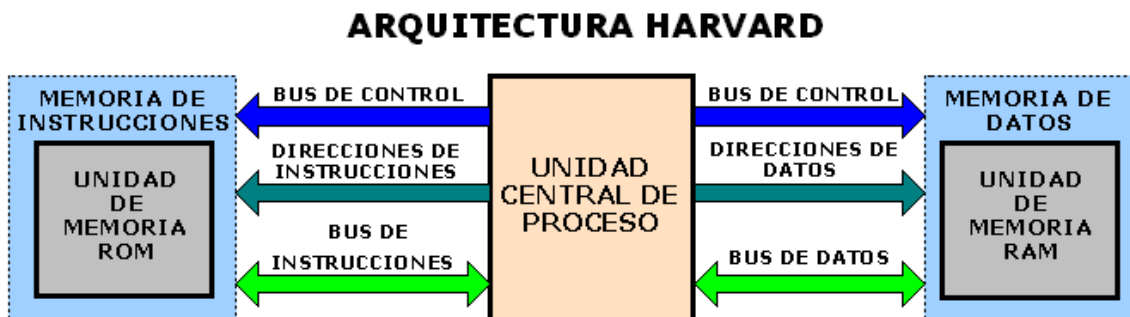 ARQUITECTURA HARVARD
MEMORIA DE
INSTRUCCIONES
UNIDAD
DE
MEMORIA
ROM
BUS DE CONTROL
DIRECCIONES DE
INSTRUCCIONES
BUS DE
INSTRUCCIONES
UNIDAD
CENTRAL DE
PROCESO
BUS DE CONTROL
DIRECCIONES DE
DATOS
BUS DE DATOS
MEMORIA DE
DATOS
UNIDAD
DE
MEMORIA
RAM